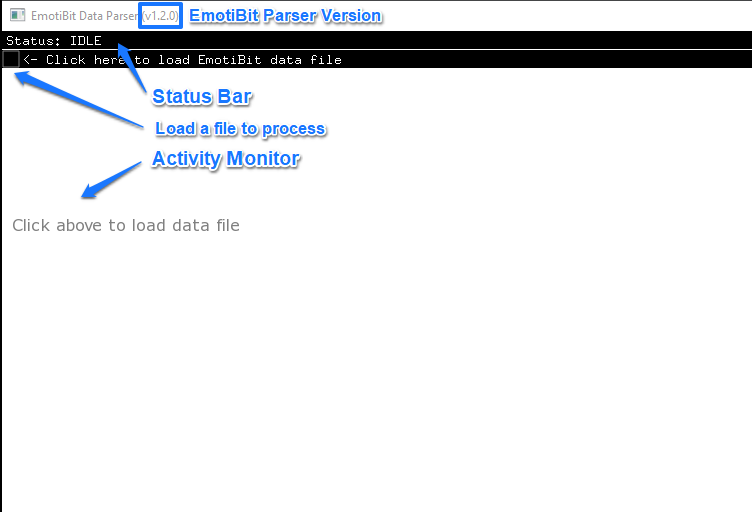 EmotiBit Data Parser (v1.2.0) EmotiBit Parser Version
Status: IDLE
<- Click here to load EmotiBit data file
Status Bar
Load a file to process
Activity Monitor
Click above to load data file